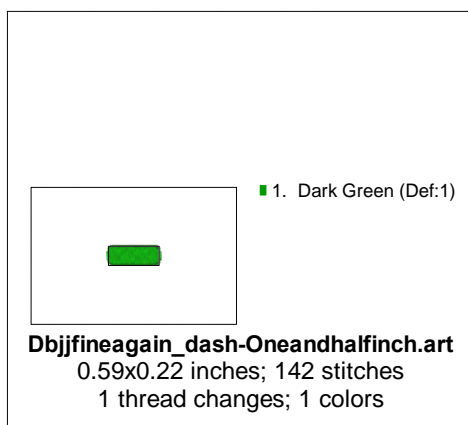 1. Dark Green (Def:1)
Dbjjfineagain_dash-Oneandhalfinch.art
0.59x0.22 inches; 142 stitches
1 thread changes; 1 colors